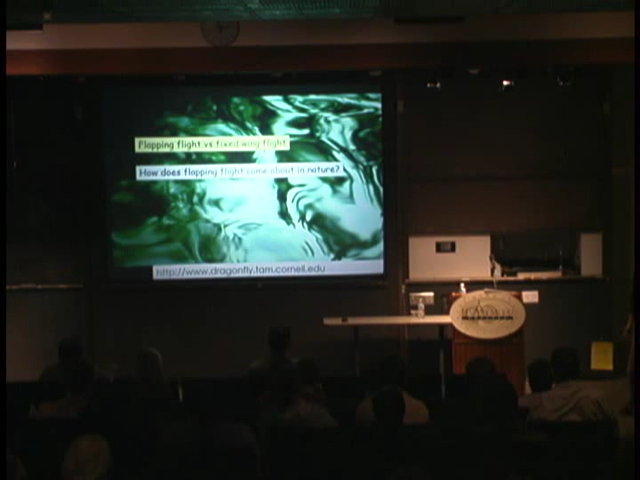 Flapping flight vs fixed wing flight
How does flapping flight come about in nature?
http://www.dragonfly.tam.cornell.edu